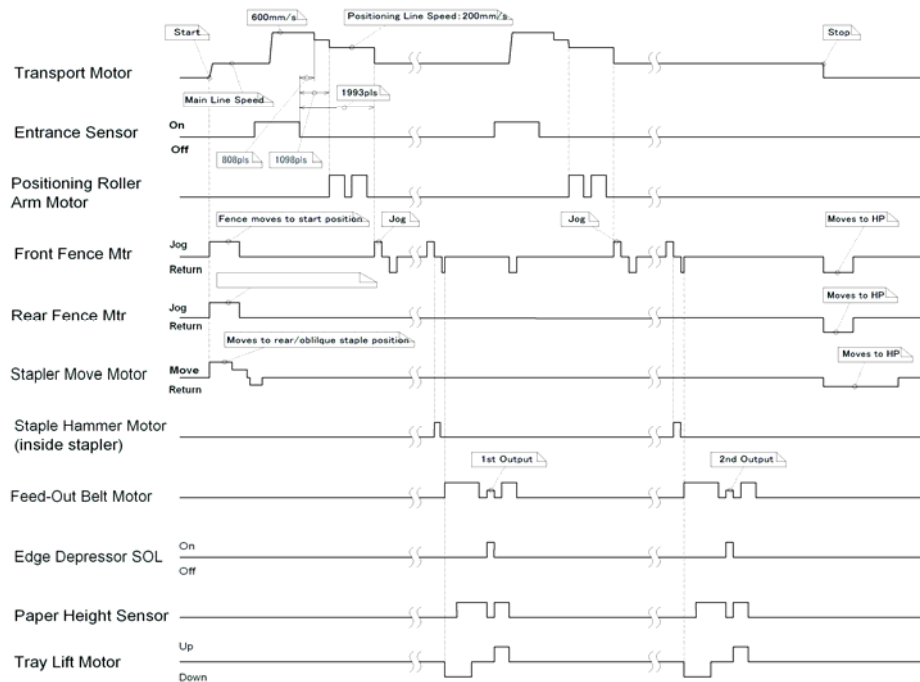 600mm/s
Positioning Line Speed:200mm/s
Start
Stop
Transport Motor
Main Line Speed
1993pls
Entrance Sensor
On
Off
808pls
1098pls
Positioning Roller
Arm Motor
Fence moves to start position
Jog
Jog
Moves to HP
Front Fence Mtr
Jog
Return
Moves to HP
Rear Fence Mtr
Jog
Return
Moves to rear/oblilque staple position
Moves to HP
Stapler Move Motor
Move
Return
Staple Hammer Motor
(inside stapler)
1st Output
2nd Output
Feed-Out Belt Motor
Edge Depressor SOL
On
Off
Paper Height Sensor
Tray Lift Motor
Up
Down